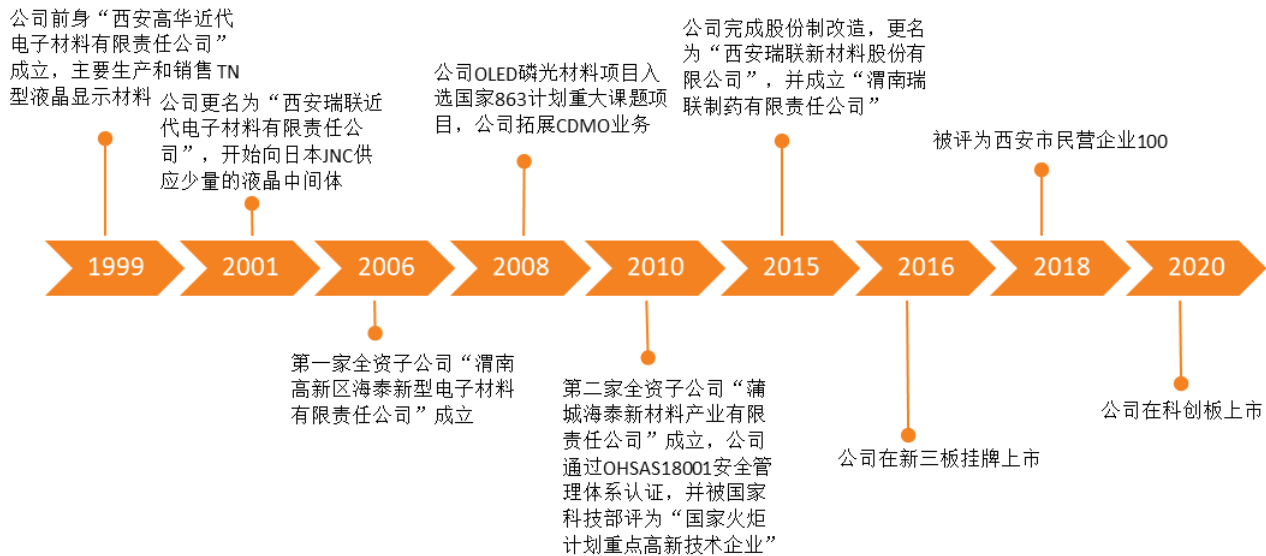 公司前身“西安高华近代
电子材料有限责任公司”
成立，主要生产和销售 TN
型液晶显示材料
公司更名为“西安瑞联近
代电子材料有限责任公
司”，开始向日本JNC供
应少量的液晶中间体
公司OLED磷光材料项目入
选国家863计划重大课题项
目，公司拓展CDMO业务
公司完成股份制改造，更名
为“西安瑞联新材料股份有
限公司”，并成立“渭南瑞
联制药有限责任公司”
被评为西安市民营企业100
1999
2001
2006
2008
2010
2015
2016
2018
2020
第一家全资子公司“渭南
高新区海泰新型电子材料
有限责任公司”成立
第二家全资子公司“蒲
城海泰新材料产业有限
责任公司”成立，公司
通过OHSAS18001安全管
理体系认证，并被国家
科技部评为“国家火炬
计划重点高新技术企业”
公司在新三板挂牌上市
公司在科创板上市